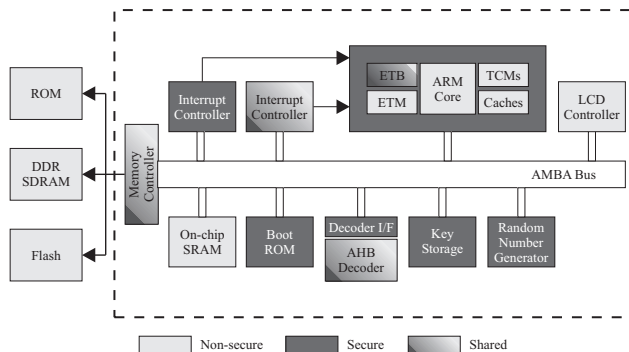 ROM
DDR
SDRAM
Flash
Memory
Controller
Interrupt
Controller
Interrupt
Controller
ETB
ETM
ARM
Core
TCMs
Caches
LCD
Controller
AMBA Bus
On-chip
SRAM
Boot
ROM
Decoder I/F
AHB
Decoder
Key
Storage
Random
Number
Generator
Non-secure
Secure
Shared